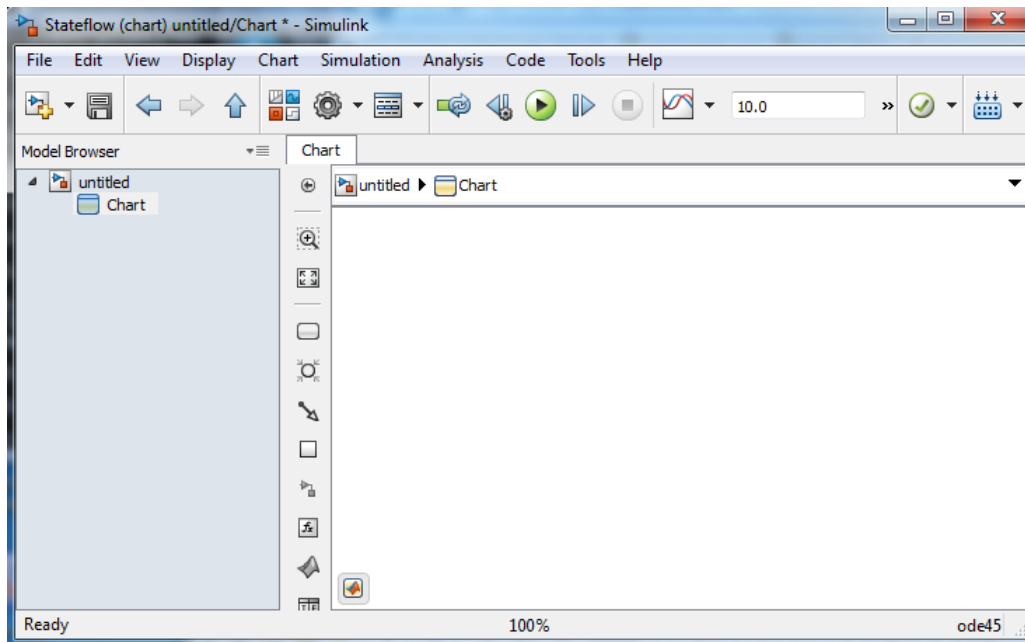 Stateflow (chart) untitled/Chart * - Simulink
File Edit View Display Chart Simulation Analysis Code Tools Help
10.0 »
Model Browser
Chart
untitled
Chart
untitled Chart
fx
Ready 100% ode45